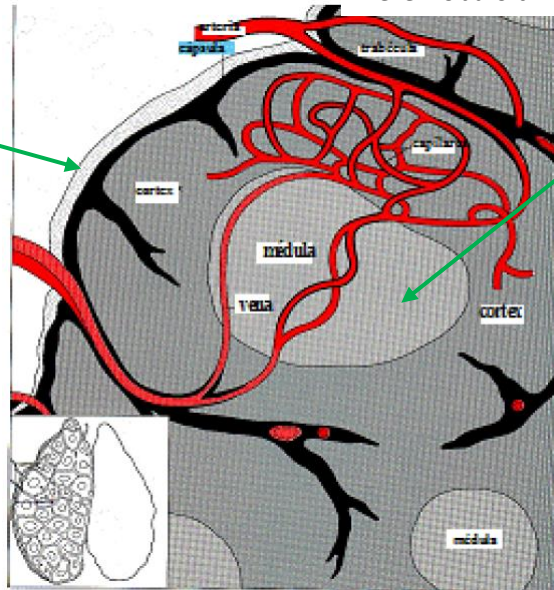 arteria
cápsula
trabécula
capilares
cortex
médula
vena
cortex
médula